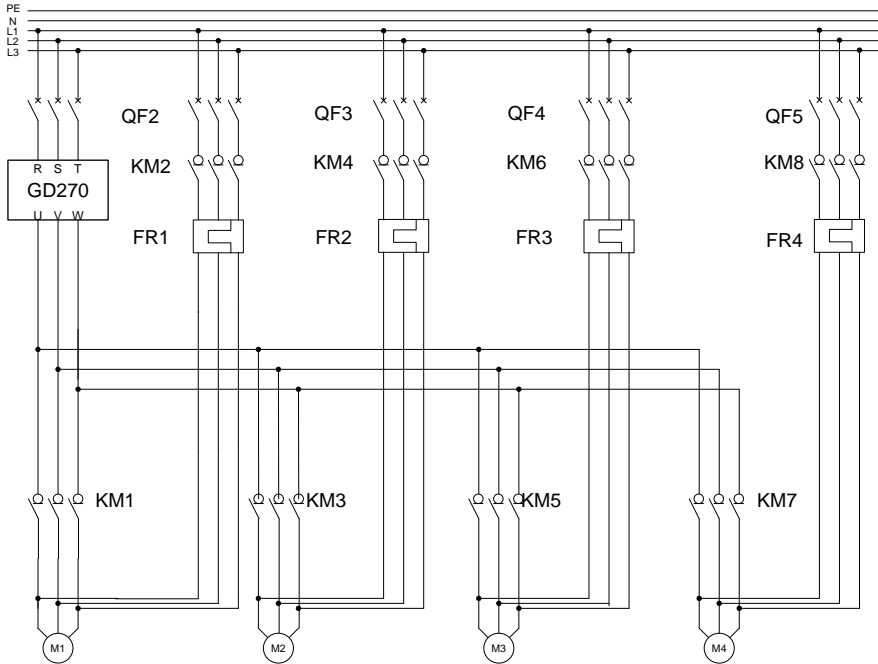 PE
N
L1
L2
L3
QF2
QF3
QF4
QF5
R S T
GD270
U V W
KM2
KM4
KM6
KM8
FR1
FR2
FR3
FR4
KM1
KM3
KM5
KM7
M1
M2
M3
M4